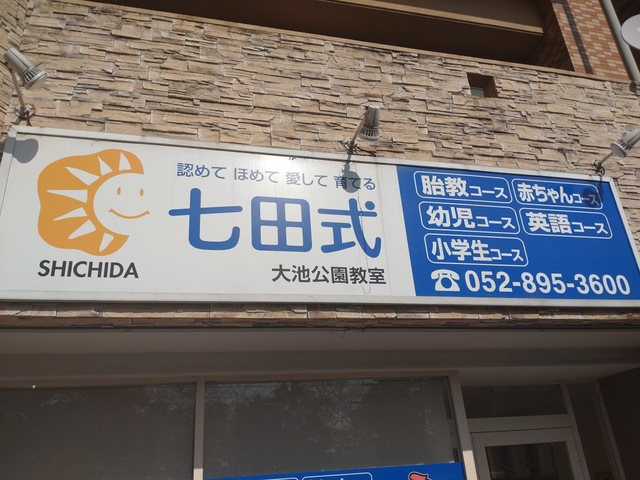 認めて ほめて 愛して 育てる
七田式
SHICHIDA
大池公園教室
胎教コース 赤ちゃんコース
幼児コース 英語コース
小学生コース
☎052-895-3600